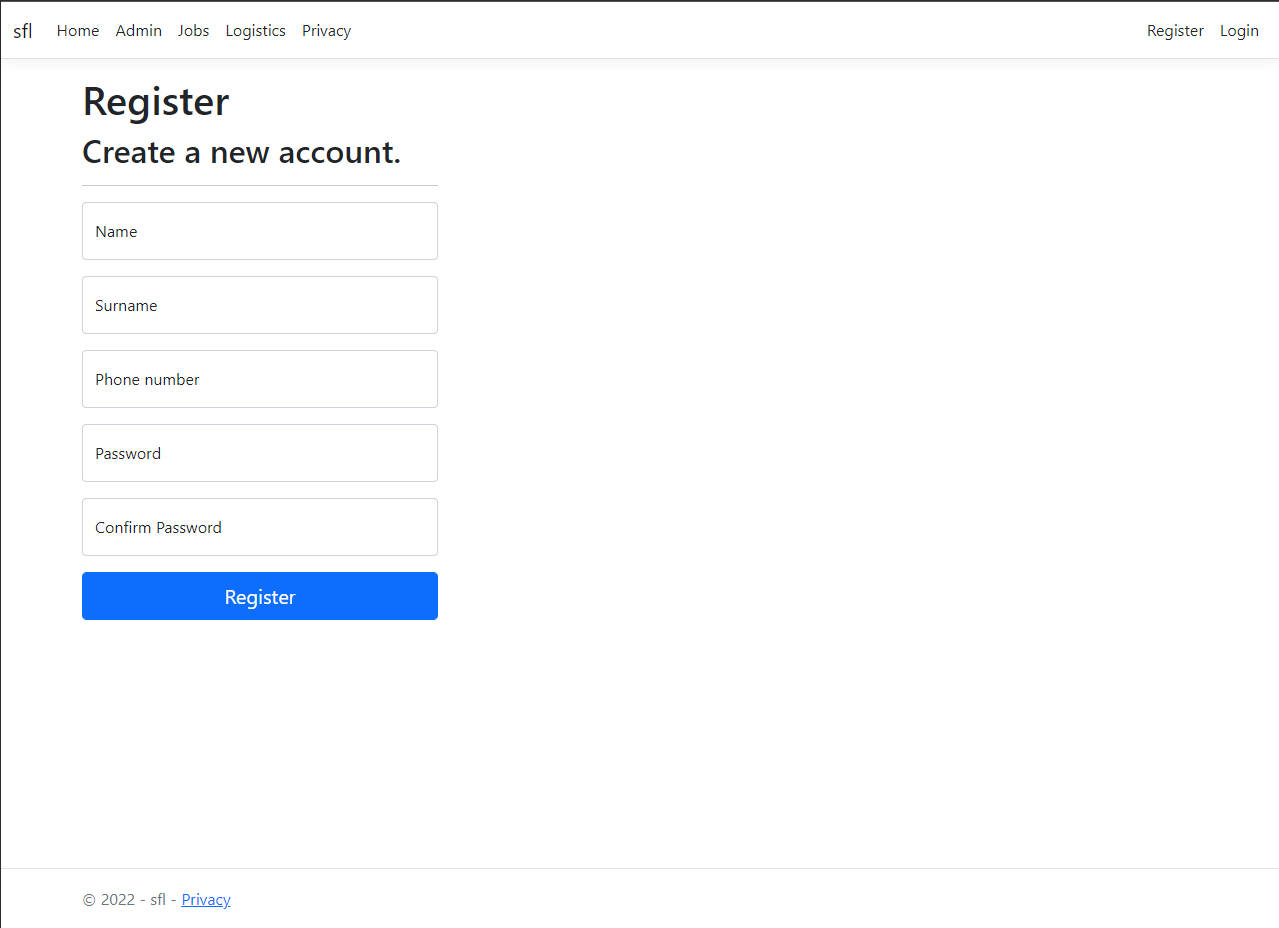 sfl Home Admin Jobs Logistics Privacy Register Login
Register
Create a new account.
Name
Surname
Phone number
Password
Confirm Password
Register
© 2022 - sfl - Privacy